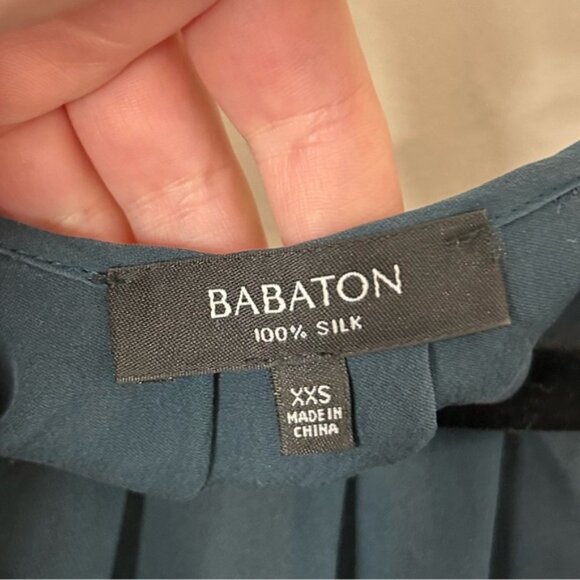 BABATON
100% SILK
XXS
MADE IN
CHINA